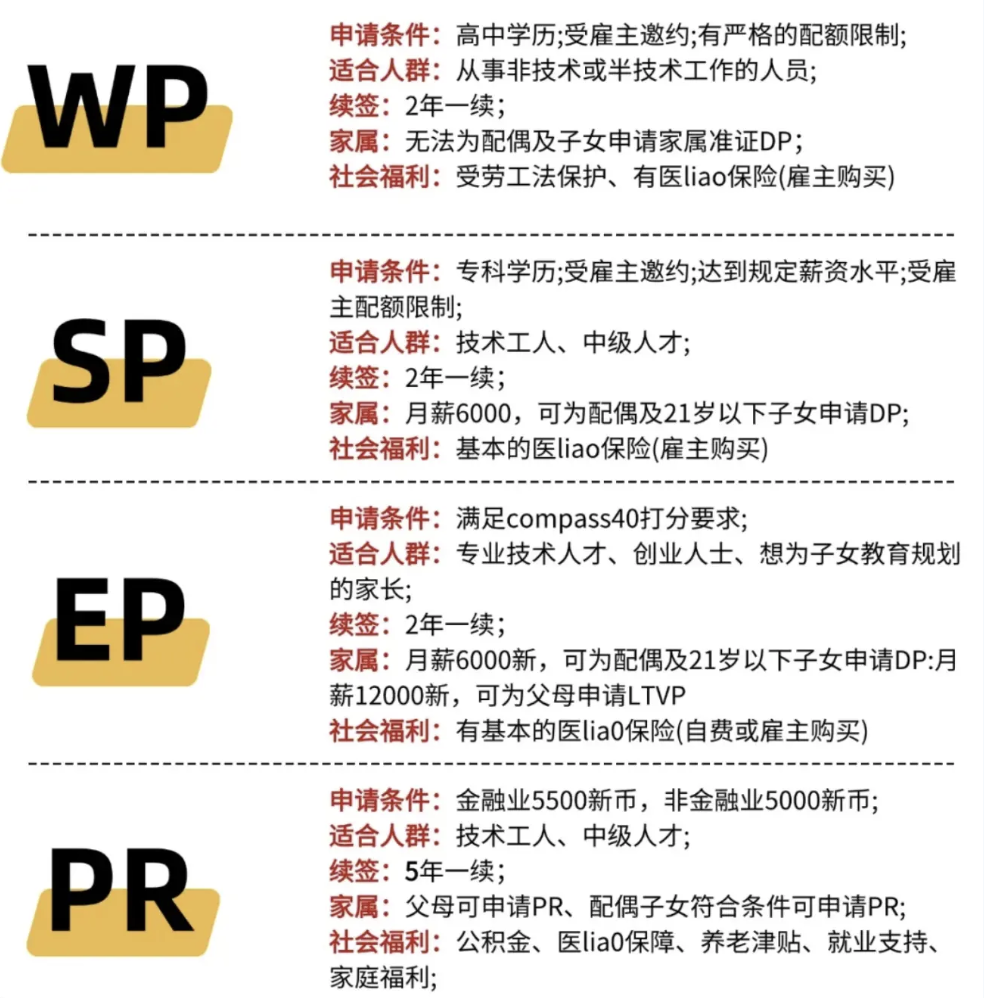 WP
申请条件：高中学历;受雇主邀约;有严格的配额限制;
适合人群：从事非技术或半技术工作的人员;
续签：2年一续；
家属：无法为配偶及子女申请家属准证DP；
社会福利：受劳工法保护、有医liao保险(雇主购买)
SP
申请条件：专科学历;受雇主邀约;达到规定薪资水平;受雇
主配额限制;
适合人群：技术工人、中级人才;
续签：2年一续；
家属：月薪6000，可为配偶及21岁以下子女申请DP;
社会福利：基本的医liao保险(雇主购买)
EP
申请条件：满足compass40打分要求;
适合人群：专业技术人才、创业人士、想为子女教育规划
的家长;
续签：2年一续；
家属：月薪6000新，可为配偶及21岁以下子女申请DP:月
薪12000新，可为父母申请LTVP
社会福利：有基本的医lia0保险(自费或雇主购买)
PR
申请条件：金融业5500新币，非金融业5000新币;
适合人群：技术工人、中级人才;
续签：5年一续；
家属：父母可申请PR、配偶子女符合条件可申请PR;
社会福利：公积金、医lia0保障、养老津贴、就业支持、
家庭福利;